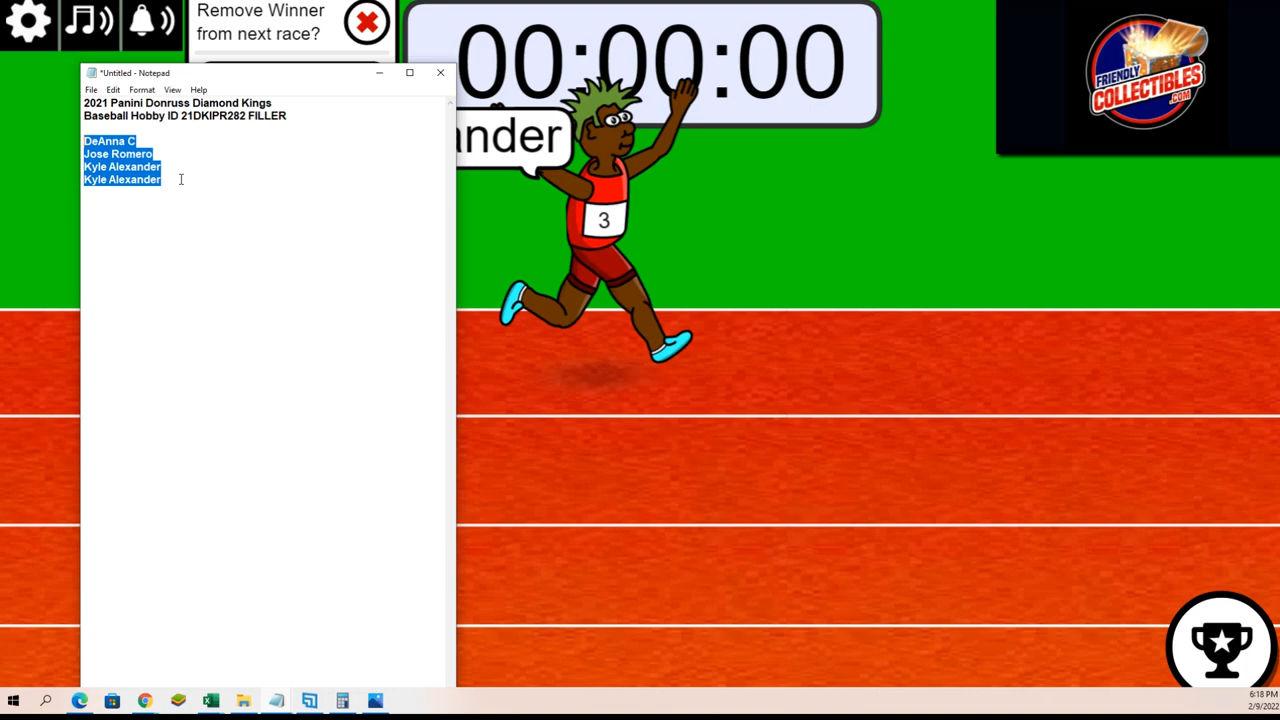 Remove Winner
from next race?
00:00:00
*Untitled - Notepad
File Edit Format View Help
2021 Panini Donruss Diamond Kings
Baseball Hobby ID 21DKIPR282 FILLER
DeAnna C
Jose Romero
Kyle Alexander
Kyle Alexander
ander
3
FRIENDLY
COLLECTIBLES
.COM
6:18 PM
2/9/2022